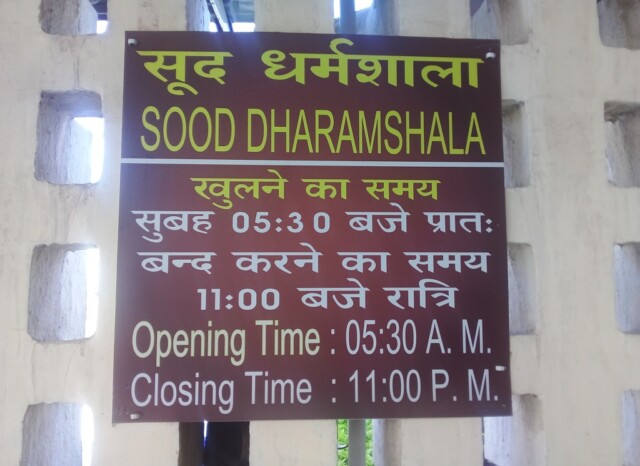 सूद धर्मशाला
SOOD DHARAMSHALA
खुलने का समय
सुबह 05:30 बजे प्रातः
बन्द करने का समय
11:00 बजे रात्रि
Opening Time : 05:30 A. M.
Closing Time : 11:00 P. M.